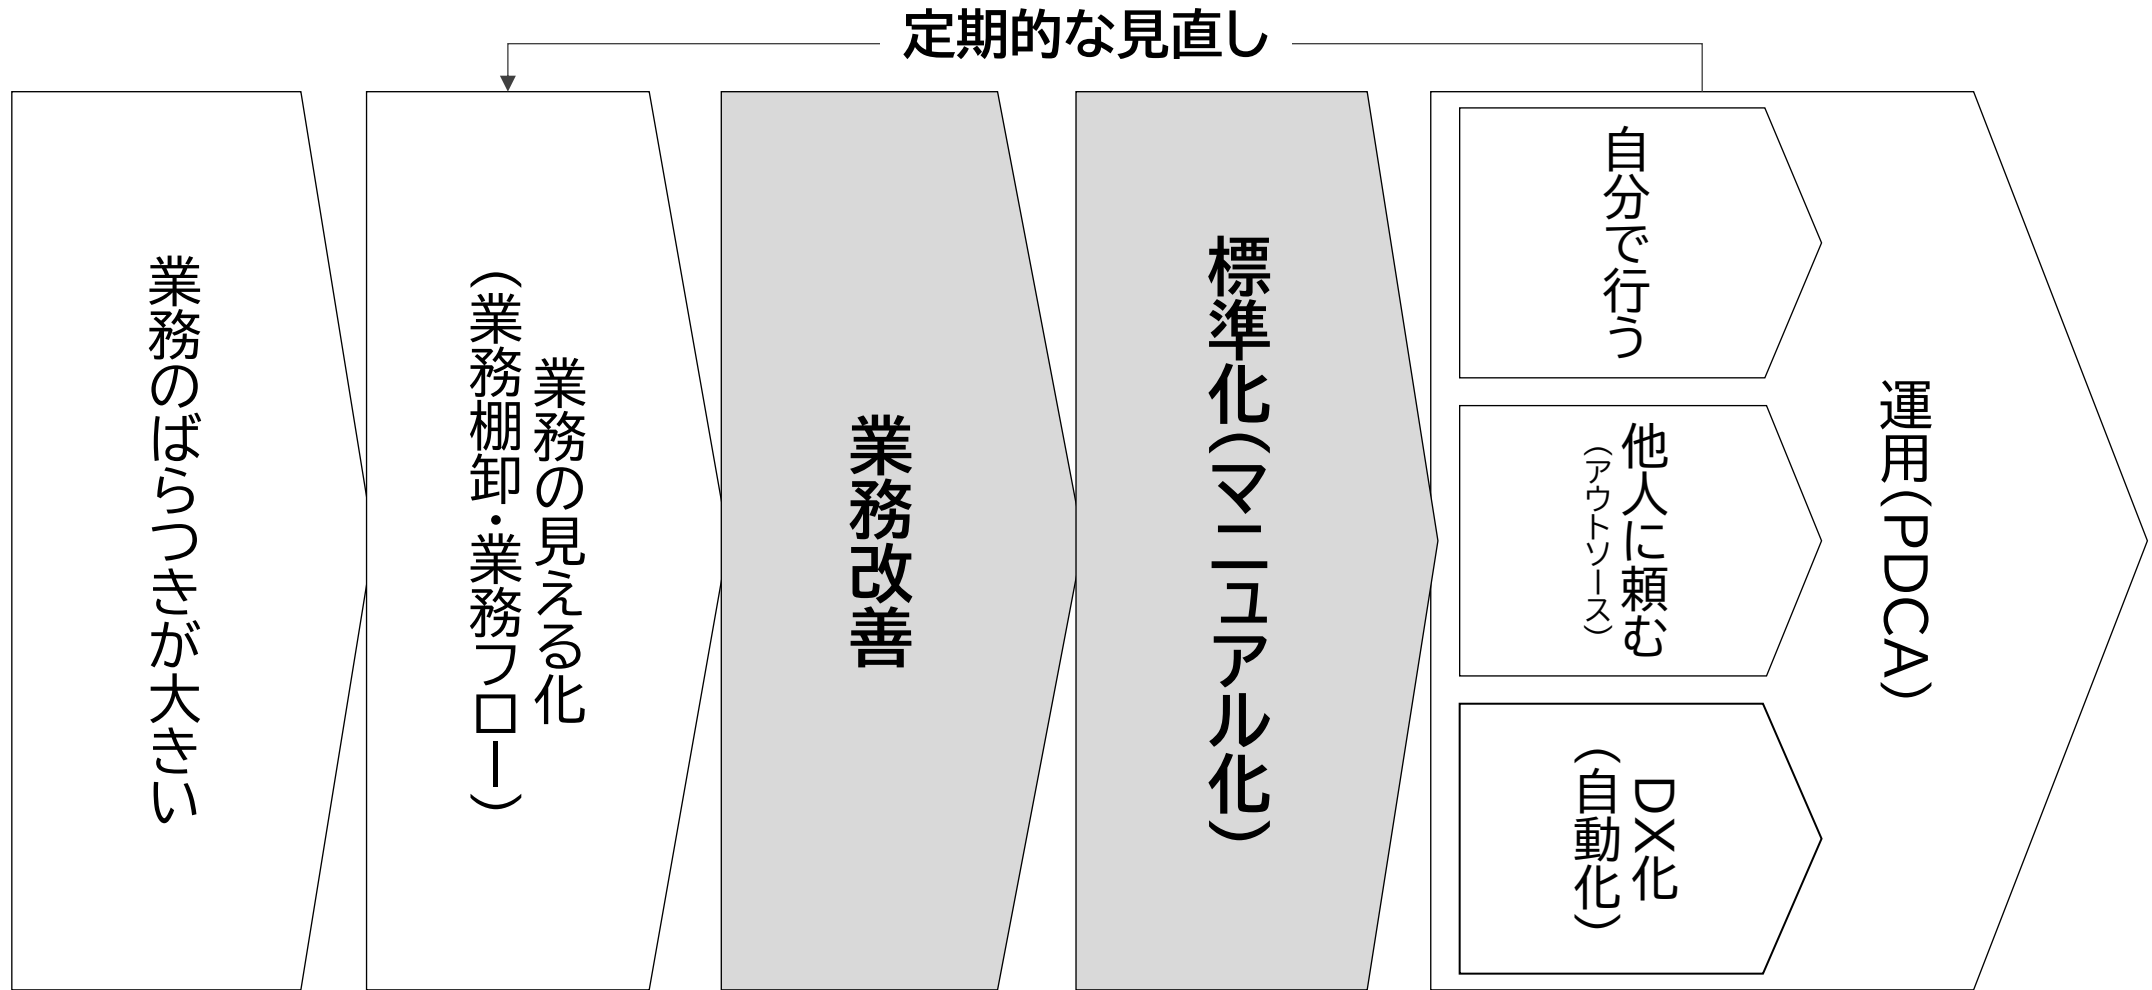 定期的な見直し
業務のばらつきが大きい
業務の見える化
（業務棚卸・業務フロー）
業務改善
標準化（マニュアル化）
自分で行う
他人に頼む
（アウトソース）
DX化
（自動化）
運用（PDCA）